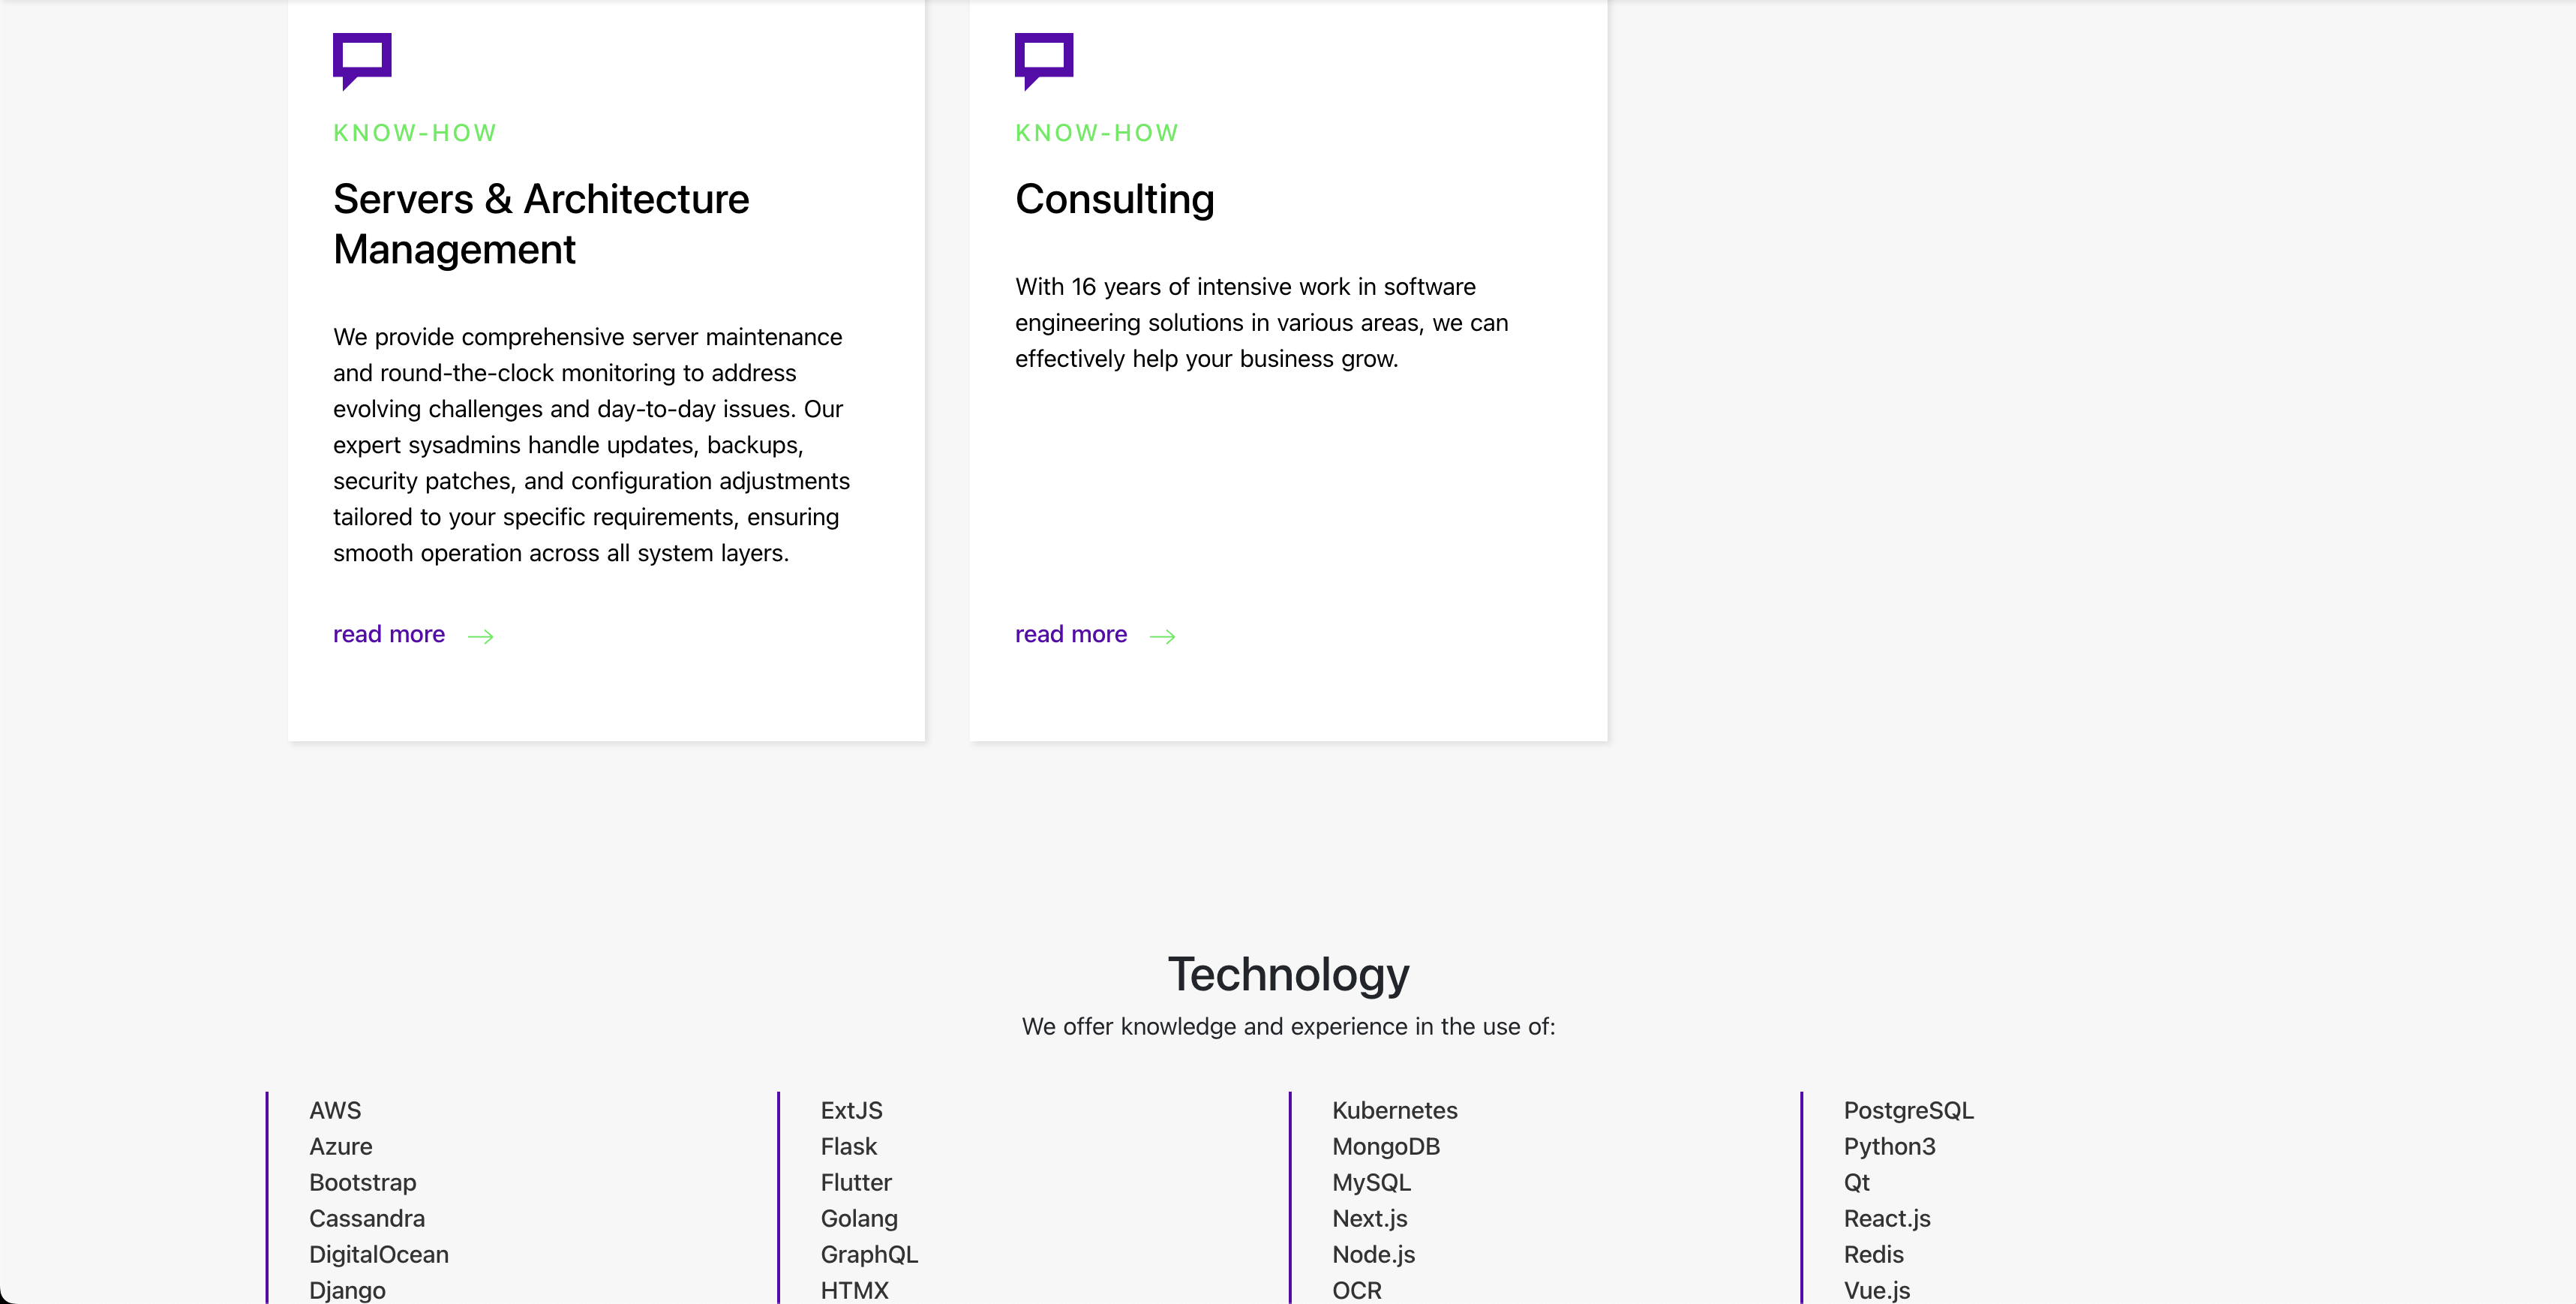 KNOW-HOW
Servers & Architecture
Management
We provide comprehensive server maintenance
and round-the-clock monitoring to address
evolving challenges and day-to-day issues. Our
expert sysadmins handle updates, backups,
security patches, and configuration adjustments
tailored to your specific requirements, ensuring
smooth operation across all system layers.
read more
KNOW-HOW
Consulting
With 16 years of intensive work in software
engineering solutions in various areas, we can
effectively help your business grow.
read more
Technology
We offer knowledge and experience in the use of:
AWS
Azure
Bootstrap
Cassandra
DigitalOcean
Django
ExtJS
Flask
Flutter
Golang
GraphQL
HTMX
Kubernetes
MongoDB
MySQL
Next.js
Node.js
OCR
PostgreSQL
Python3
Qt
React.js
Redis
Vue.js